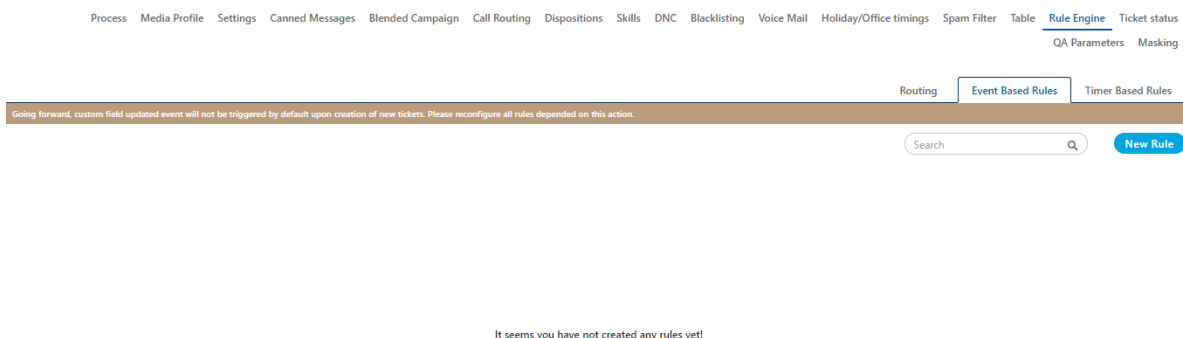 Process Media Profile Settings Canned Messages Blended Campaign Call Routing Dispositions Skills DNC Blacklisting Voice Mail Holiday/Office timings Spam Filter Table Rule Engine Ticket status
QA Parameters Masking
Routing Event Based Rules Timer Based Rules
Going forward, custom field updated event will not be triggered by default upon creation of new tickets. Please reconfigure all rules depended on this action.
Search New Rule
It seems you have not created any rules yet!